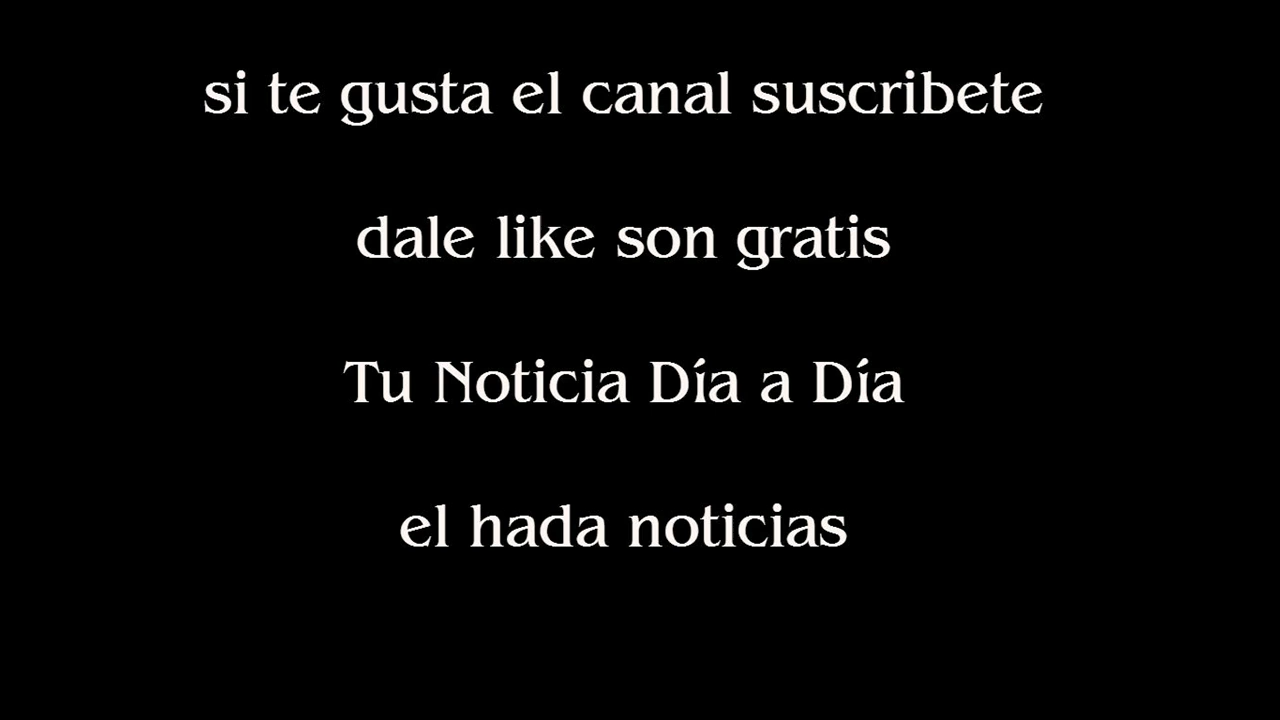 si te gusta el canal suscribete
dale like son gratis
Tu Noticia Día a Día
el hada noticias